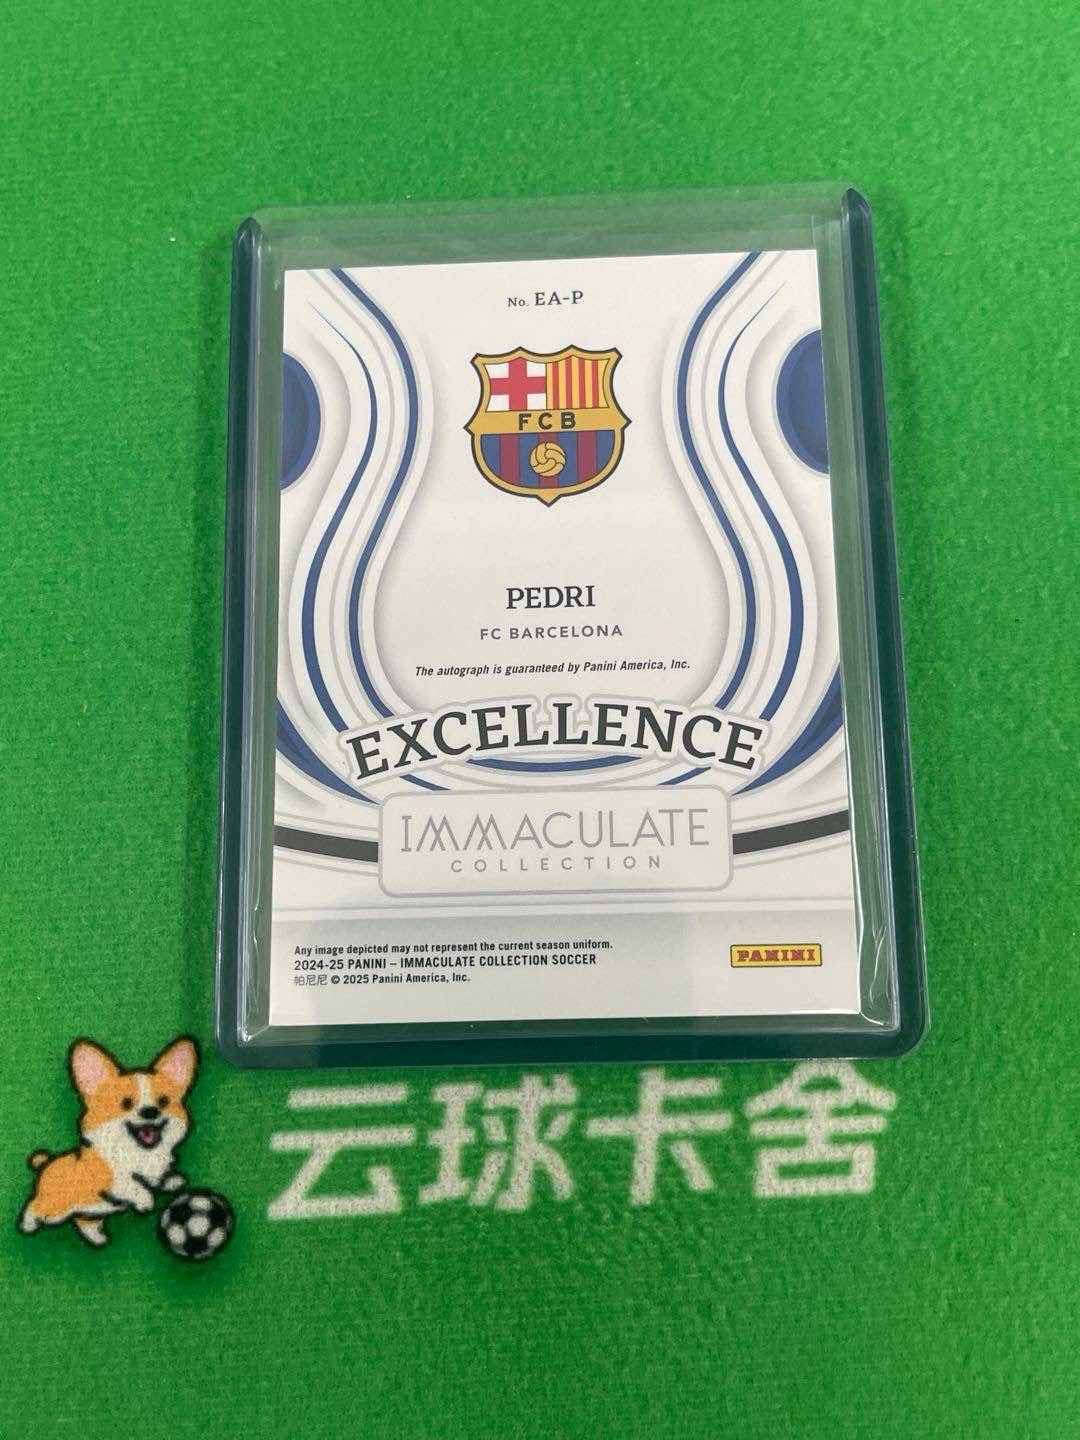 No. EA-P
FCB
PEDRI
FC BARCELONA
The autograph is guaranteed by Panini America, Inc.
EXCELLENCE
IMMACULATE
COLLECTION
Any image depicted may not represent the current season uniform.
2024-25 PANINI – IMMACULATE COLLECTION SOCCER
帕尼尼 © 2025 Panini America, Inc.
PANINI
云球卡舍